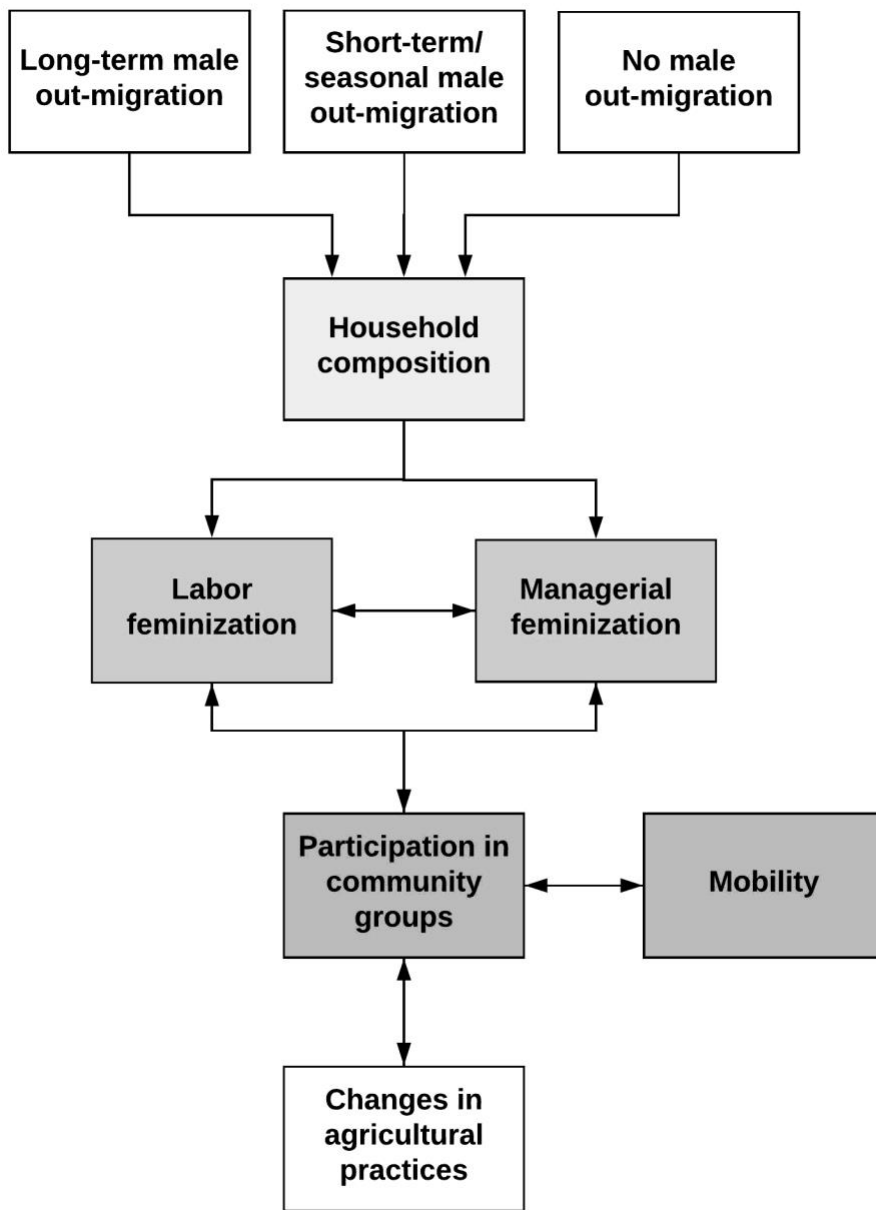 Long-term male
out-migration
Short-term/
seasonal male
out-migration
No male
out-migration
Household
composition
Labor
feminization
Managerial
feminization
Participation in
community
groups
Mobility
Changes in
agricultural
practices